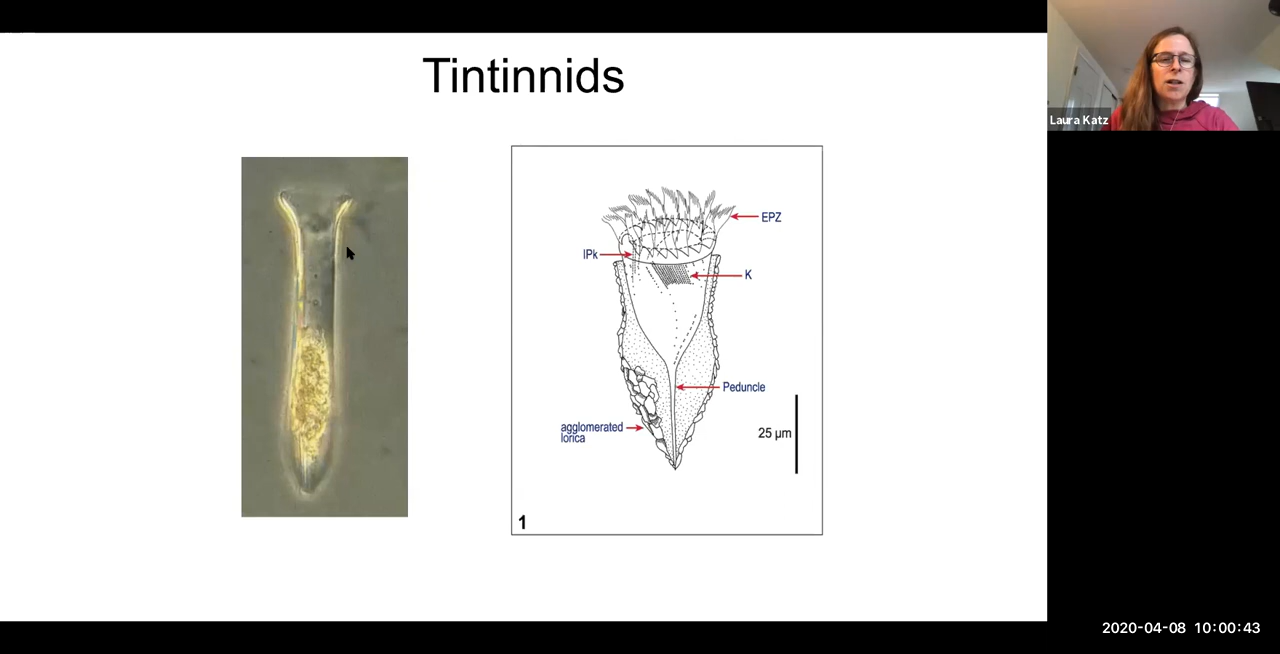 Tintinnids
Laura Katz
EPZ
IPk
K
Peduncle
agglomerated
lorica
25 µm
1
2020-04-08 10:00:43